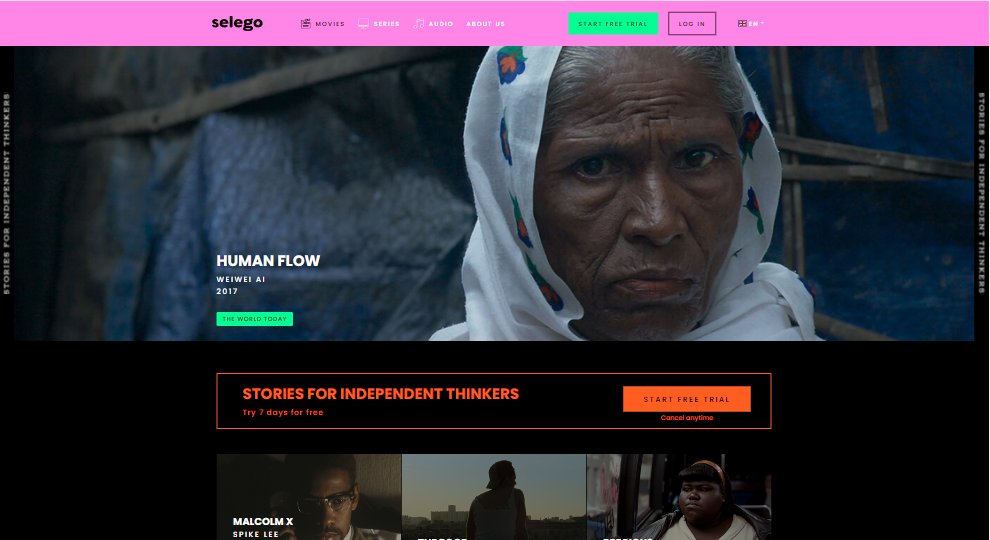 selego
MOVIES
SERIES
AUDIO
ABOUT US
START FREE TRIAL
LOG IN
EN
STORIES FOR INDEPENDENT THINKERS
STORIES FOR INDEPENDENT THINKERS
HUMAN FLOW
WEIWEI AI
2017
THE WORLD TODAY
STORIES FOR INDEPENDENT THINKERS
Try 7 days for free
START FREE TRIAL
Cancel anytime
MALCOLM X
SPIKE LEE